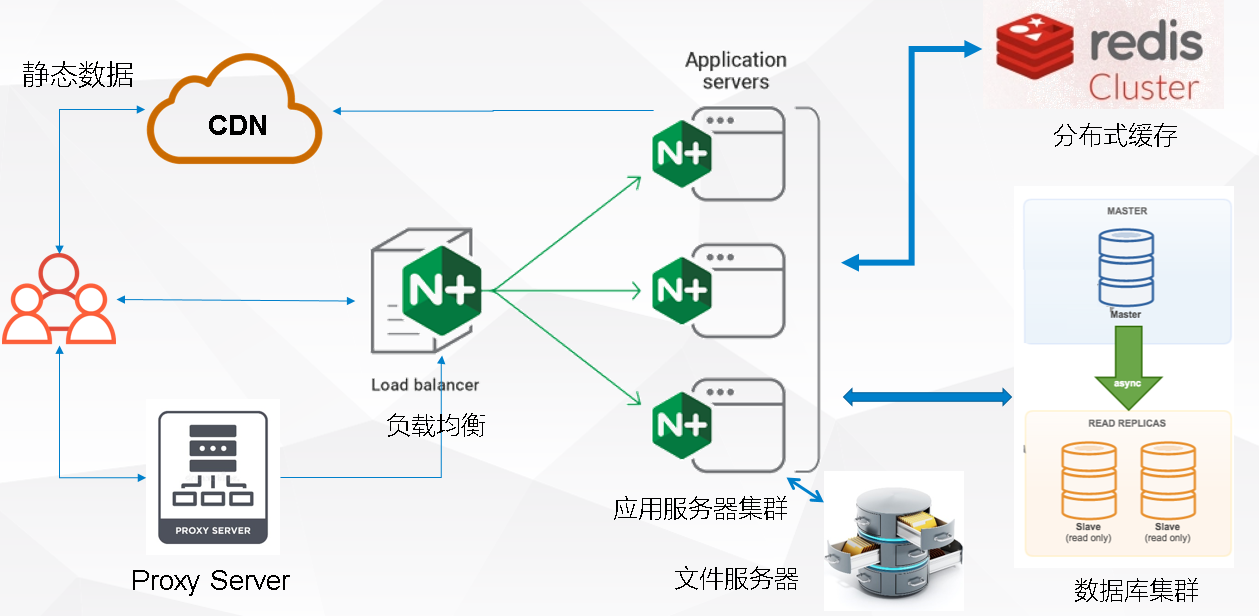 静态数据
CDN
Application
servers
redis
Cluster
分布式缓存
N+
N+
N+
N+
Load balancer
负载均衡
PROXY SERVER
Proxy Server
应用服务器集群
文件服务器
MASTER
Master
async
READ REPLICAS
Slave
(read only)
Slave
(read only)
数据库集群